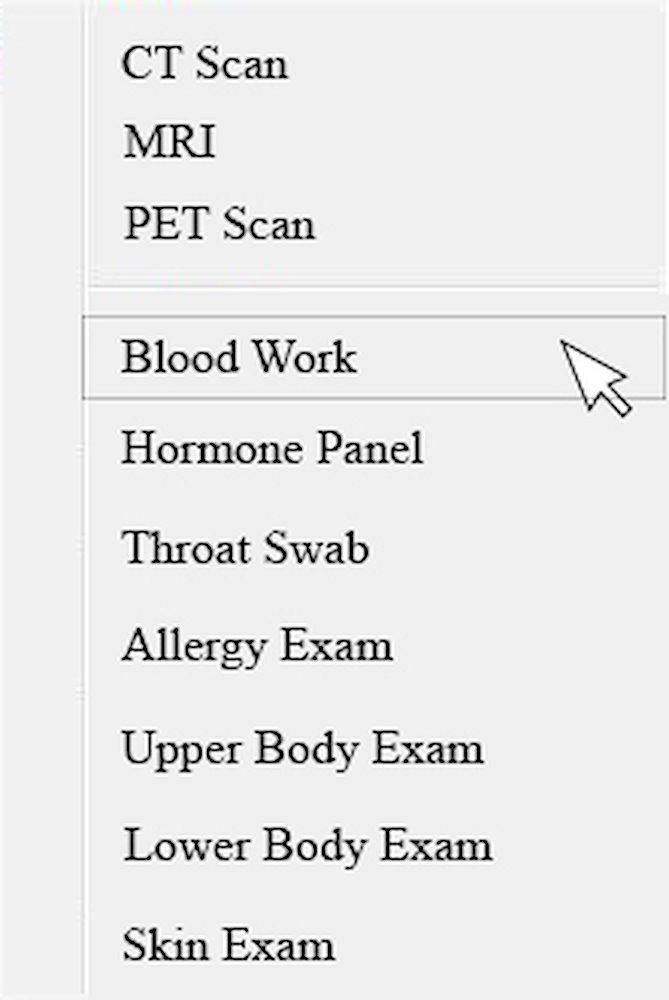 CT Scan
MRI
PET Scan
Blood Work
Hormone Panel
Throat Swab
Allergy Exam
Upper Body Exam
Lower Body Exam
Skin Exam